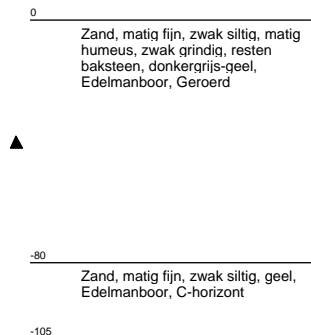 0
Zand, matig fijn, zwak siltig, matig
humeus, zwak grindig, resten
baksteen, donkergrijs-geel,
Edelmanboor, Geroerd
-80
Zand, matig fijn, zwak siltig, geel,
Edelmanboor, C-horizont
-105